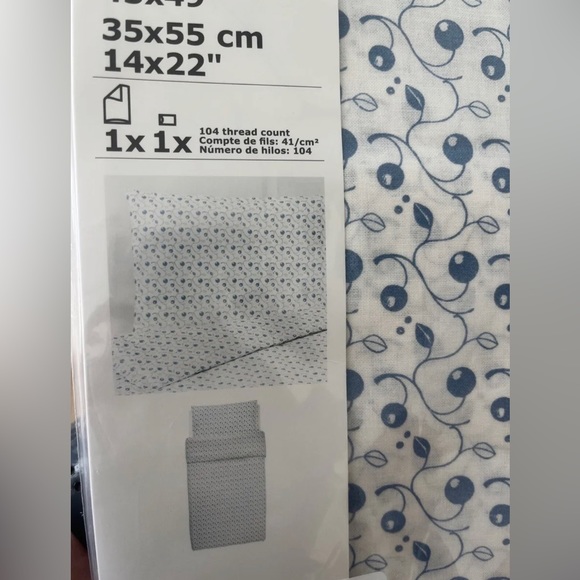 35x55 cm
14x22"
1x 1x
104 thread count
Compte de fils: 41/cm²
Número de hilos: 104